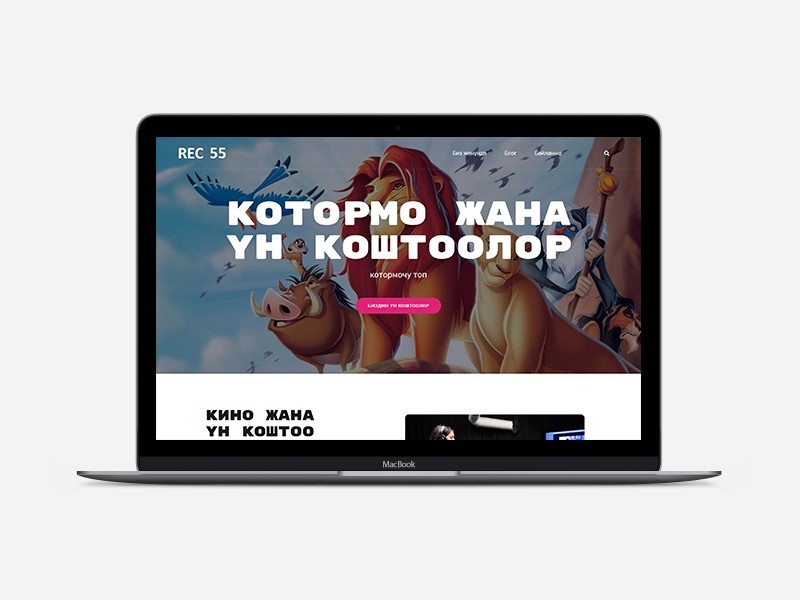 REC 55
Биз жөнүндө Блог Байланыш
КОТОРМО ЖАНА
ҮН КОШТООЛОР
котормочу топ
БИЗДИН ҮН КОШТООЛОР
КИНО ЖАНА
ҮН КОШТОО
MacBook